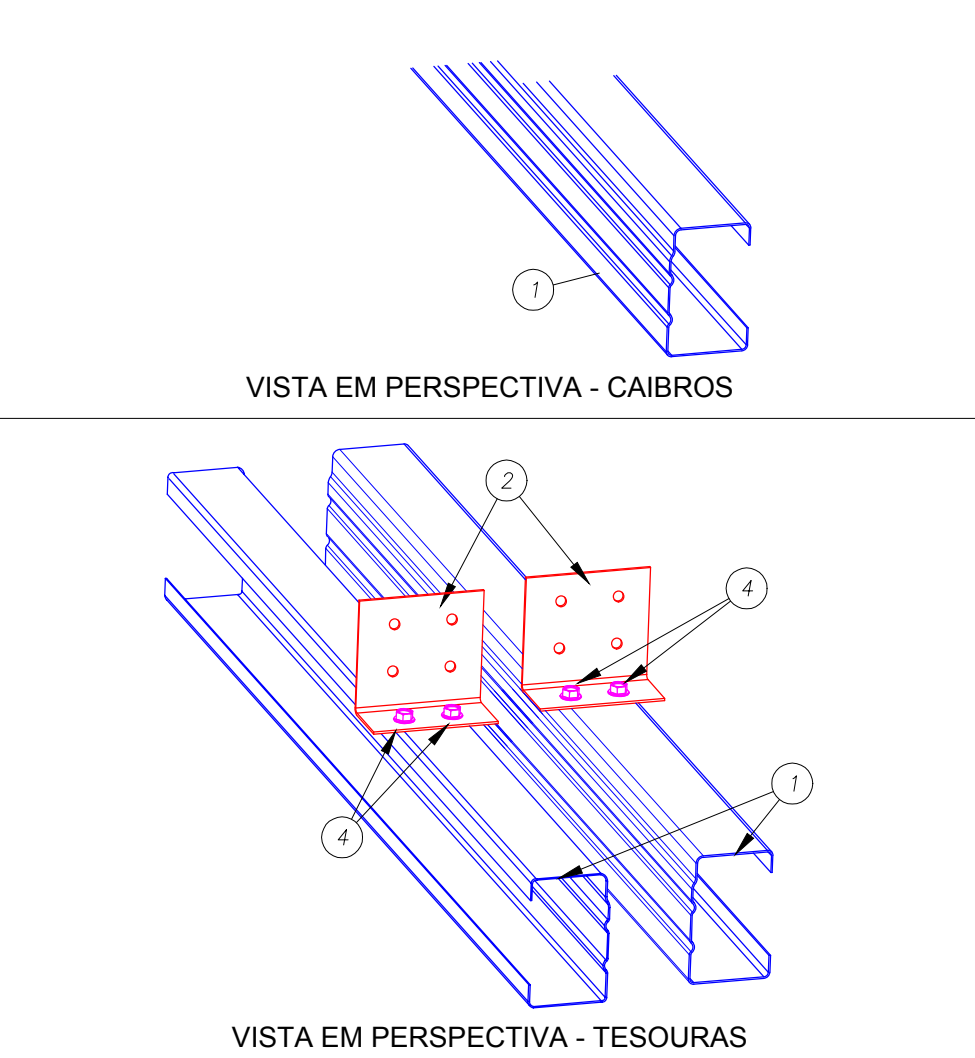 1
VISTA EM PERSPECTIVA - CAIBROS
2
4
1
4
VISTA EM PERSPECTIVA - TESOURAS